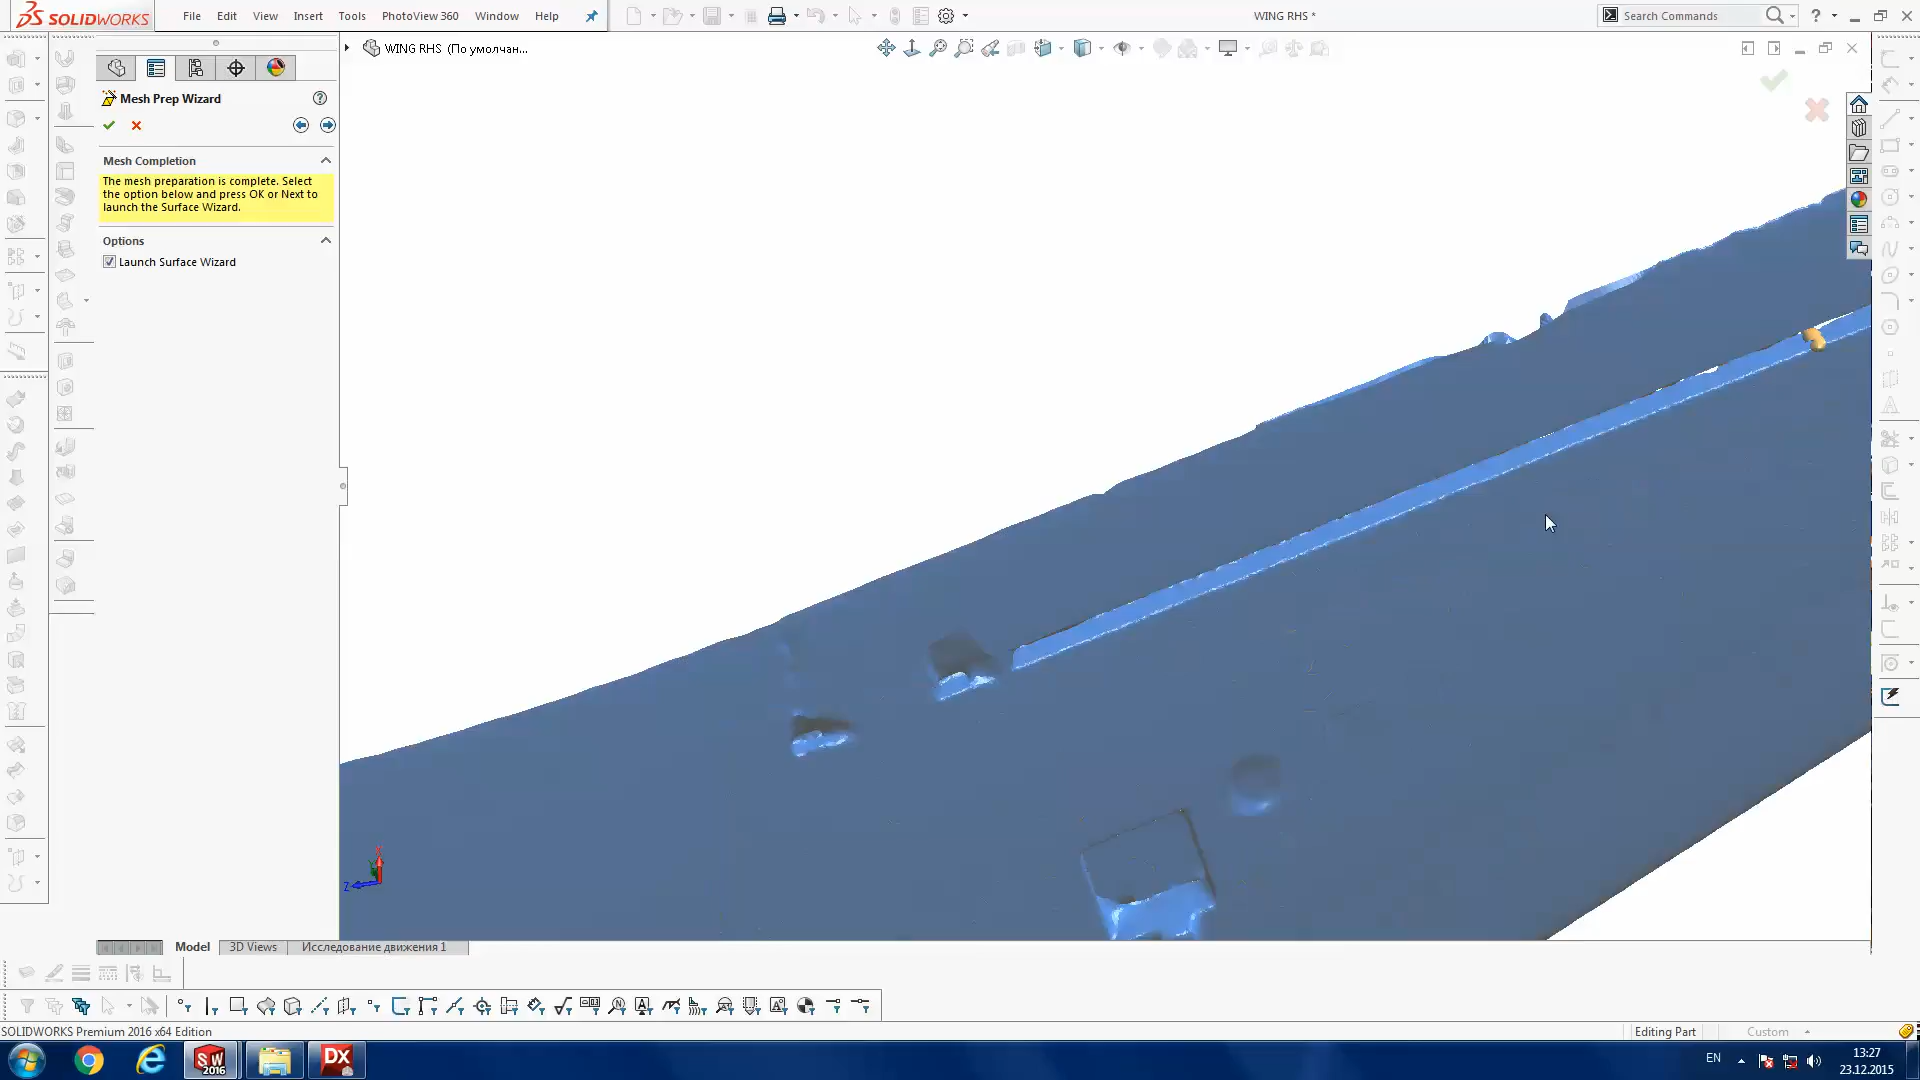 SOLIDWORKS
File Edit View Insert Tools PhotoView 360 Window Help
WING RHS *
Search Commands
WING RHS (По умолчан...
Mesh Prep Wizard
Mesh Completion
The mesh preparation is complete. Select
the option below and press OK or Next to
launch the Surface Wizard.
Options
Launch Surface Wizard
Z
Model 3D Views Исследование движения 1
SOLIDWORKS Premium 2016 x64 Edition
Editing Part
Custom
SW
2016
DX
EN
13:27
23.12.2015